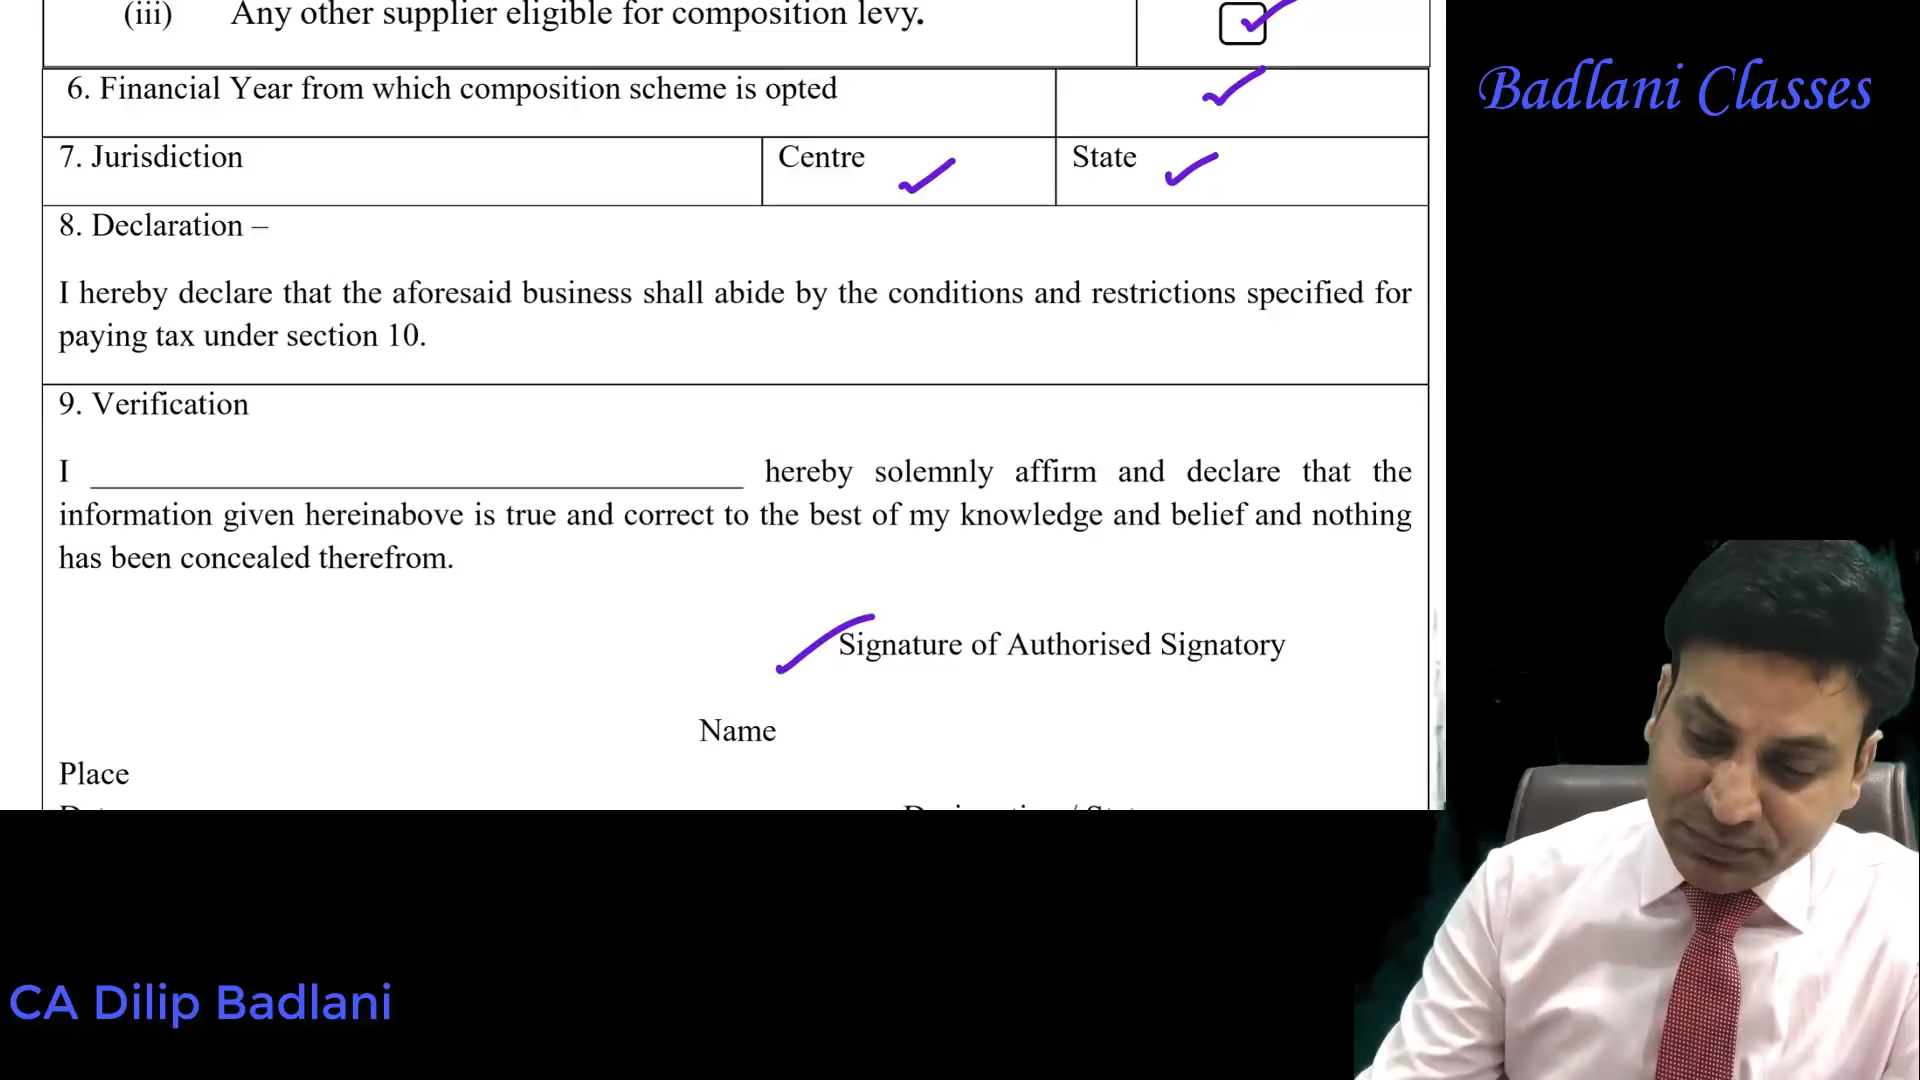 (iii) Any other supplier eligible for composition levy.
6. Financial Year from which composition scheme is opted
7. Jurisdiction Centre State
8. Declaration –
I hereby declare that the aforesaid business shall abide by the conditions and restrictions specified for
paying tax under section 10.
9. Verification
I ________________________________________ hereby solemnly affirm and declare that the
information given hereinabove is true and correct to the best of my knowledge and belief and nothing
has been concealed therefrom.
Signature of Authorised Signatory
Name
Place
Badlani Classes
CA Dilip Badlani